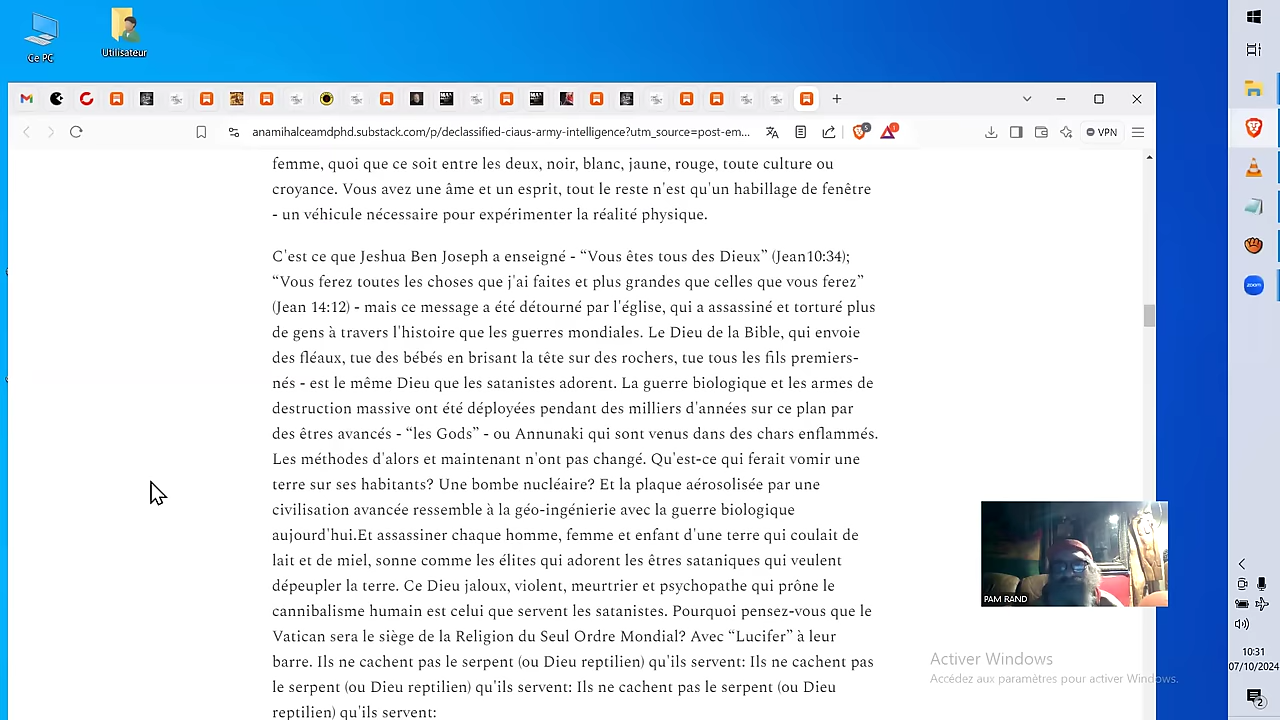 Ce PC
Utilisateur
anamihalceamdphd.substack.com/p/declassified-ciaus-army-intelligence?utm_source=post-em...
VPN
femme, quoi que ce soit entre les deux, noir, blanc, jaune, rouge, toute culture ou
croyance. Vous avez une âme et un esprit, tout le reste n'est qu'un habillage de fenêtre
- un véhicule nécessaire pour expérimenter la réalité physique.
C'est ce que Jeshua Ben Joseph a enseigné - “Vous êtes tous des Dieux” (Jean10:34);
“Vous ferez toutes les choses que j'ai faites et plus grandes que celles que vous ferez”
(Jean 14:12) - mais ce message a été détourné par l'église, qui a assassiné et torturé plus
de gens à travers l'histoire que les guerres mondiales. Le Dieu de la Bible, qui envoie
des fléaux, tue des bébés en brisant la tête sur des rochers, tue tous les fils premiers-
nés - est le même Dieu que les satanistes adorent. La guerre biologique et les armes de
destruction massive ont été déployées pendant des milliers d'années sur ce plan par
des êtres avancés - “les Gods” - ou Annunaki qui sont venus dans des chars enflammés.
Les méthodes d'alors et maintenant n'ont pas changé. Qu'est-ce qui ferait vomir une
terre sur ses habitants? Une bombe nucléaire? Et la plaque aérosolisée par une
civilisation avancée ressemble à la géo-ingénierie avec la guerre biologique
aujourd'hui.Et assassiner chaque homme, femme et enfant d'une terre qui coulait de
lait et de miel, sonne comme les élites qui adorent les êtres sataniques qui veulent
dépeupler la terre. Ce Dieu jaloux, violent, meurtrier et psychopathe qui prône le
cannibalisme humain est celui que servent les satanistes. Pourquoi pensez-vous que le
Vatican sera le siège de la Religion du Seul Ordre Mondial? Avec “Lucifer” à leur
barre. Ils ne cachent pas le serpent (ou Dieu reptilien) qu'ils servent: Ils ne cachent pas
le serpent (ou Dieu reptilien) qu'ils servent: Ils ne cachent pas le serpent (ou Dieu
reptilien) qu'ils servent:
PAM RAND
Activer Windows
Accédez aux paramètres pour activer Windows.
zoom
10:31
07/10/2024
2